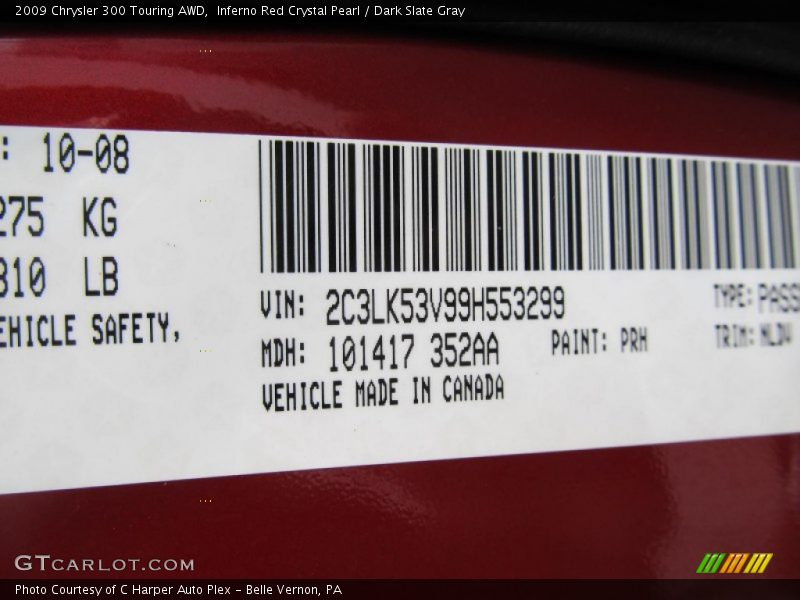 2009 Chrysler 300 Touring AWD,  Inferno Red Crystal Pearl / Dark Slate Gray
: 10-08
275 KG
310 LB
EHICLE SAFETY,
VIN: 2C3LK53V99H553299
TYPE: PASS
MDH: 101417 352AA
PAINT: PRH
TRIM: NLDV
VEHICLE MADE IN CANADA
GTCARLOT.COM
Photo Courtesy of C Harper Auto Plex - Belle Vernon, PA